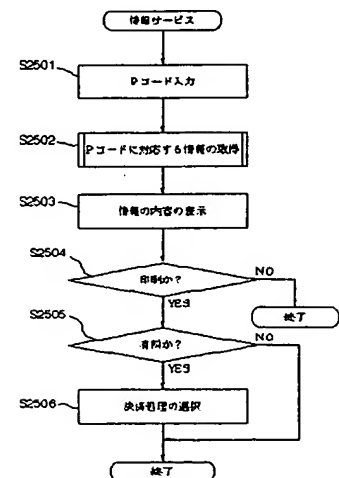 情報サービス
S2501
Pコード入力
S2502
Pコードに対応する情報の取得
S2503
情報の内容の表示
S2504
印刷か?
NO
YES
終了
S2505
有料か?
NO
YES
S2506
決済処理の選択
終了